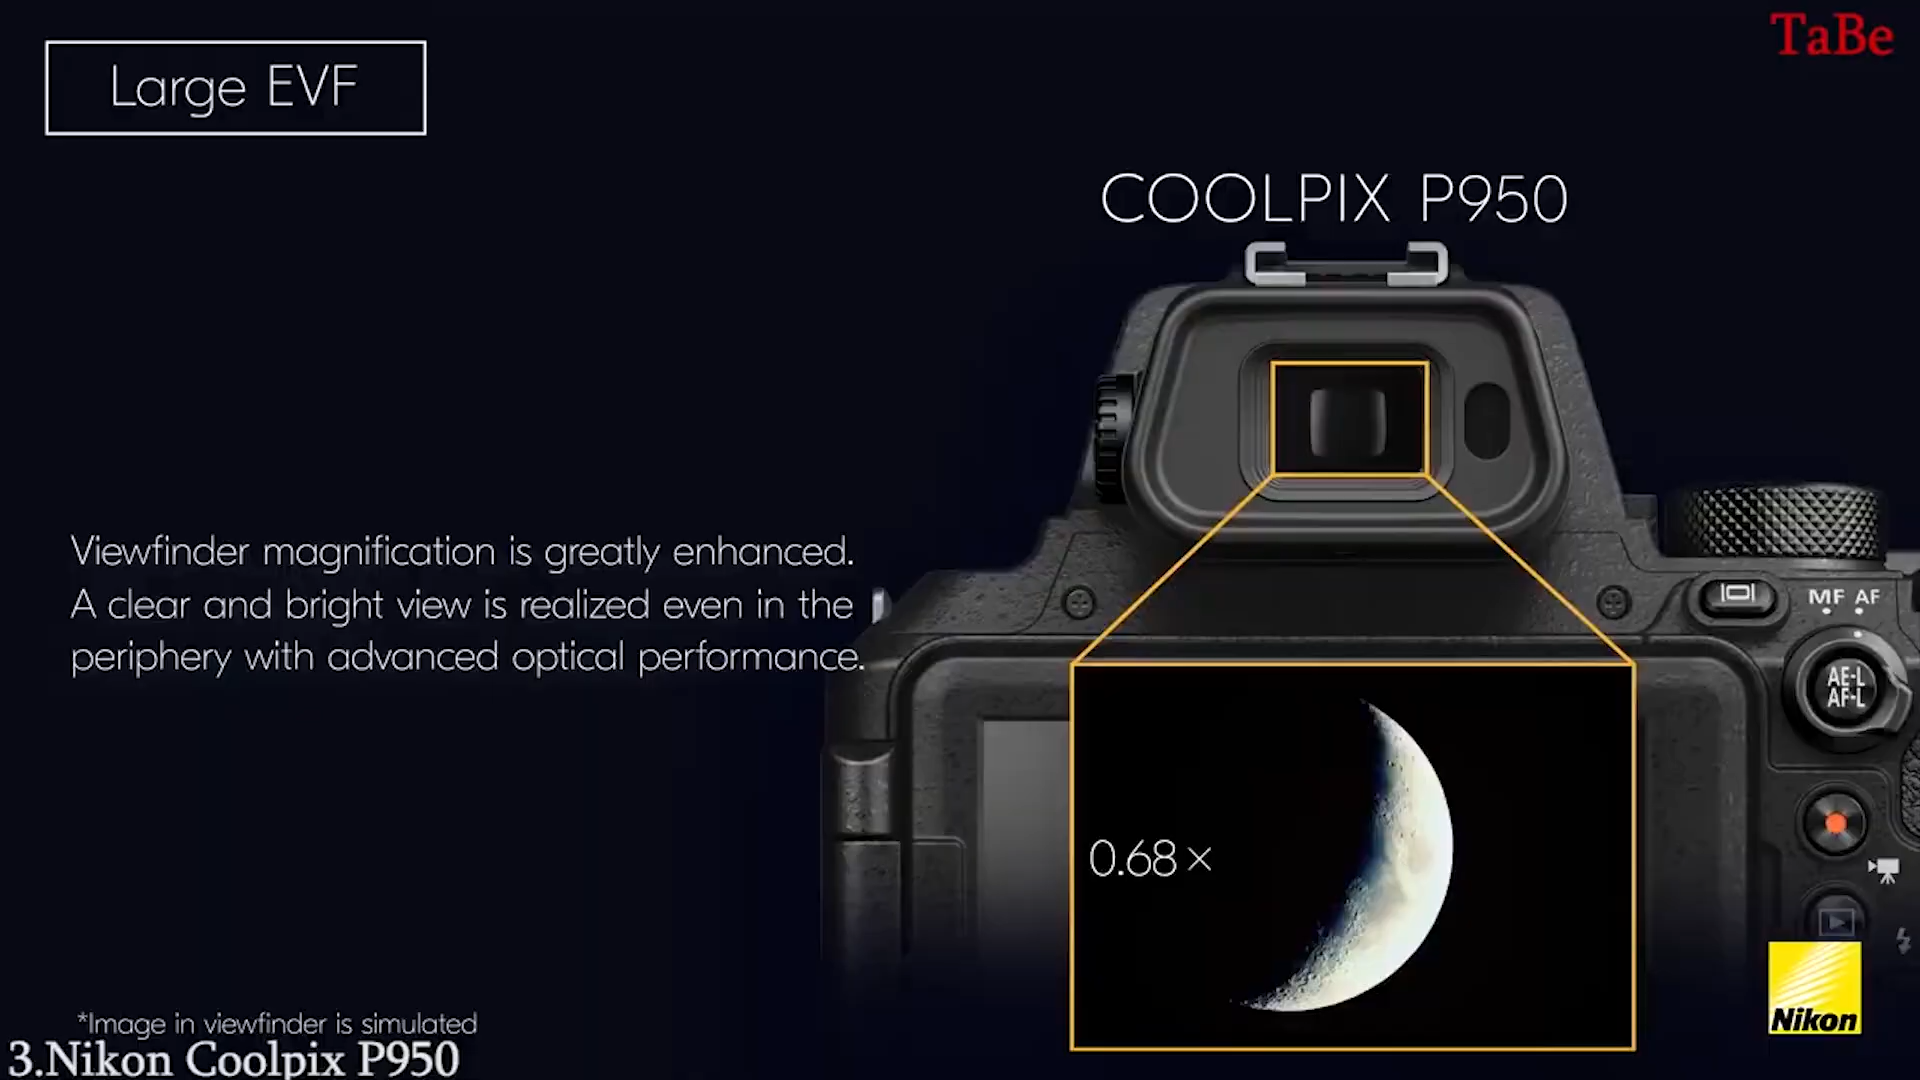 TaBe
Large EVF
COOLPIX P950
Viewfinder magnification is greatly enhanced.
A clear and bright view is realized even in the
periphery with advanced optical performance.
MF AF
AE-L
AF-L
0.68×
Nikon
*Image in viewfinder is simulated
3.Nikon Coolpix P950